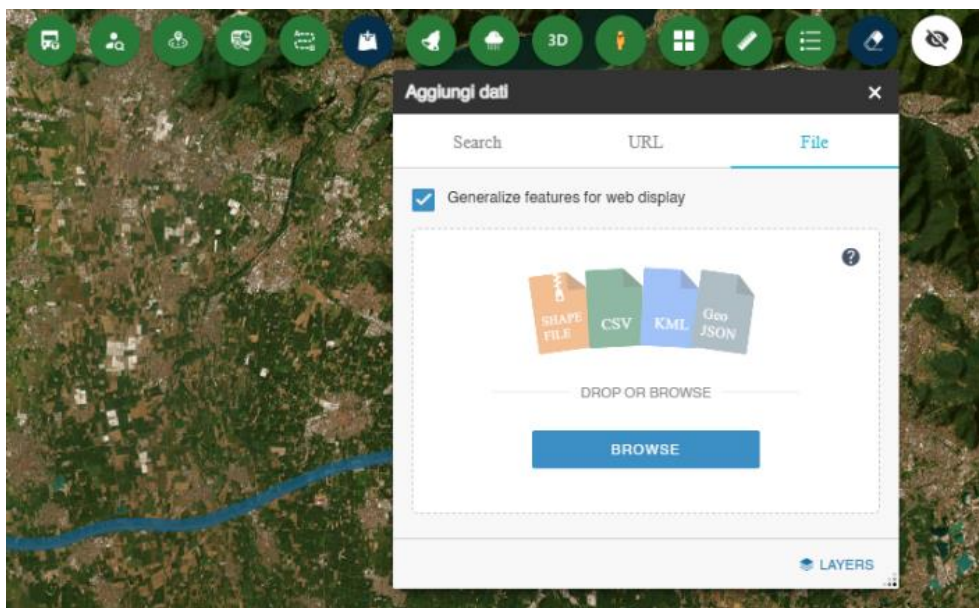 3D
Aggiungi dati
Search URL File
Generalize features for web display
SHAPE
FILE
CSV
KML
Geo
JSON
DROP OR BROWSE
BROWSE
LAYERS